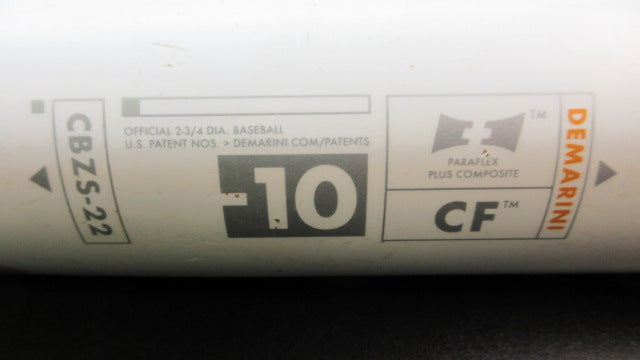 CBZS-22
OFFICIAL 2-3/4 DIA. BASEBALL
U.S. PATENT NOS. > DEMARINI.COM/PATENTS
-10
™
PARAFLEX
PLUS COMPOSITE
CF™
DEMARINI